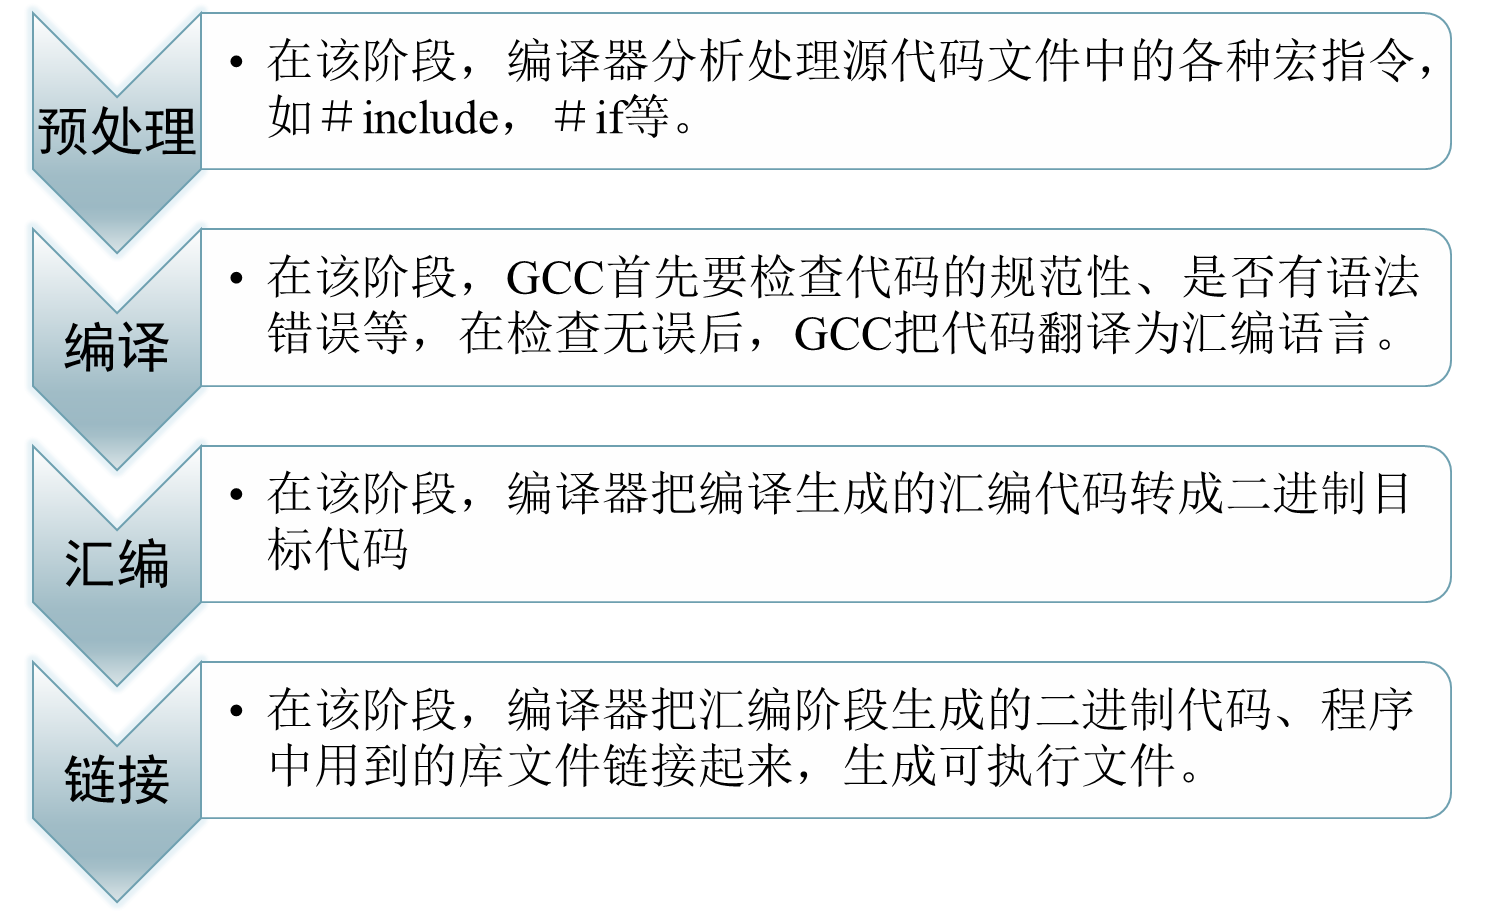 预处理
• 在该阶段，编译器分析处理源代码文件中的各种宏指令，
如＃include，＃if等。
编译
• 在该阶段，GCC首先要检查代码的规范性、是否有语法
错误等，在检查无误后，GCC把代码翻译为汇编语言。
汇编
• 在该阶段，编译器把编译生成的汇编代码转成二进制目
标代码
链接
• 在该阶段，编译器把汇编阶段生成的二进制代码、程序
中用到的库文件链接起来，生成可执行文件。